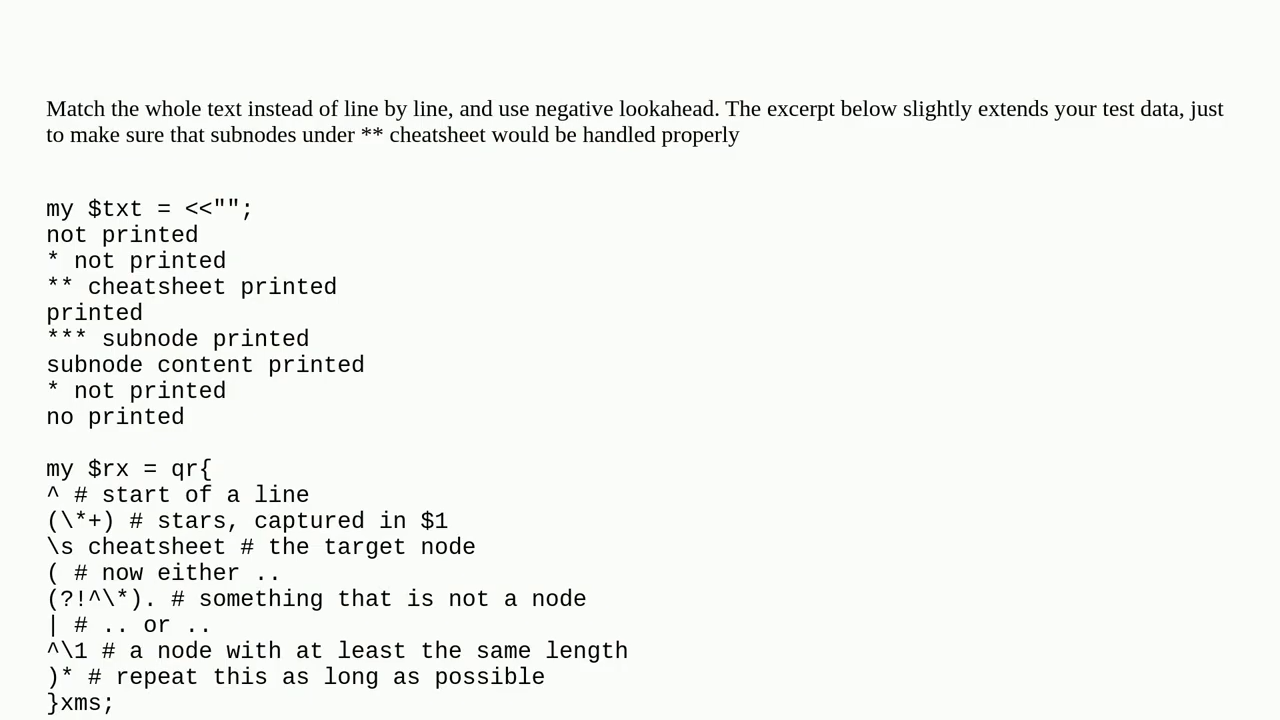 Match the whole text instead of line by line, and use negative lookahead. The excerpt below slightly extends your test data, just
to make sure that subnodes under ** cheatsheet would be handled properly
my $txt = <<"";
not printed
* not printed
** cheatsheet printed
printed
*** subnode printed
subnode content printed
* not printed
no printed
my $rx = qr{
^ # start of a line
(\*+) # stars, captured in $1
\s cheatsheet # the target node
( # now either ..
(?!^\*). # something that is not a node
| # .. or ..
^\1 # a node with at least the same length
)* # repeat this as long as possible
}xms;